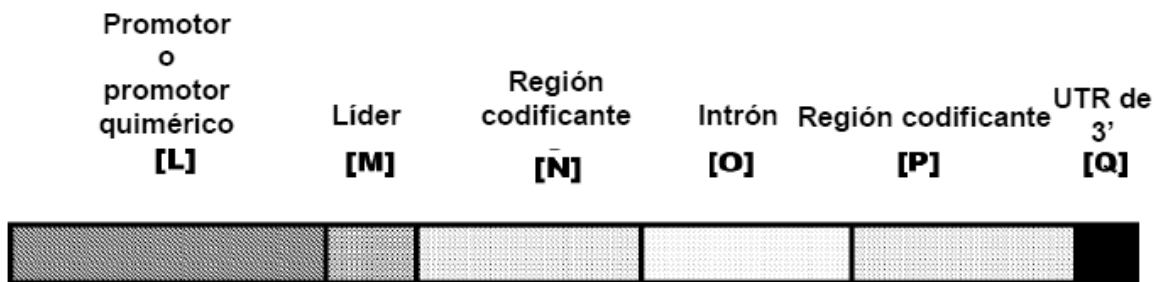 Promotor
o
promotor
quimérico
[L]
Líder
[M]
Región
codificante
[Ñ]
Intrón
[O]
Región codificante
[P]
UTR de
3’
[Q]